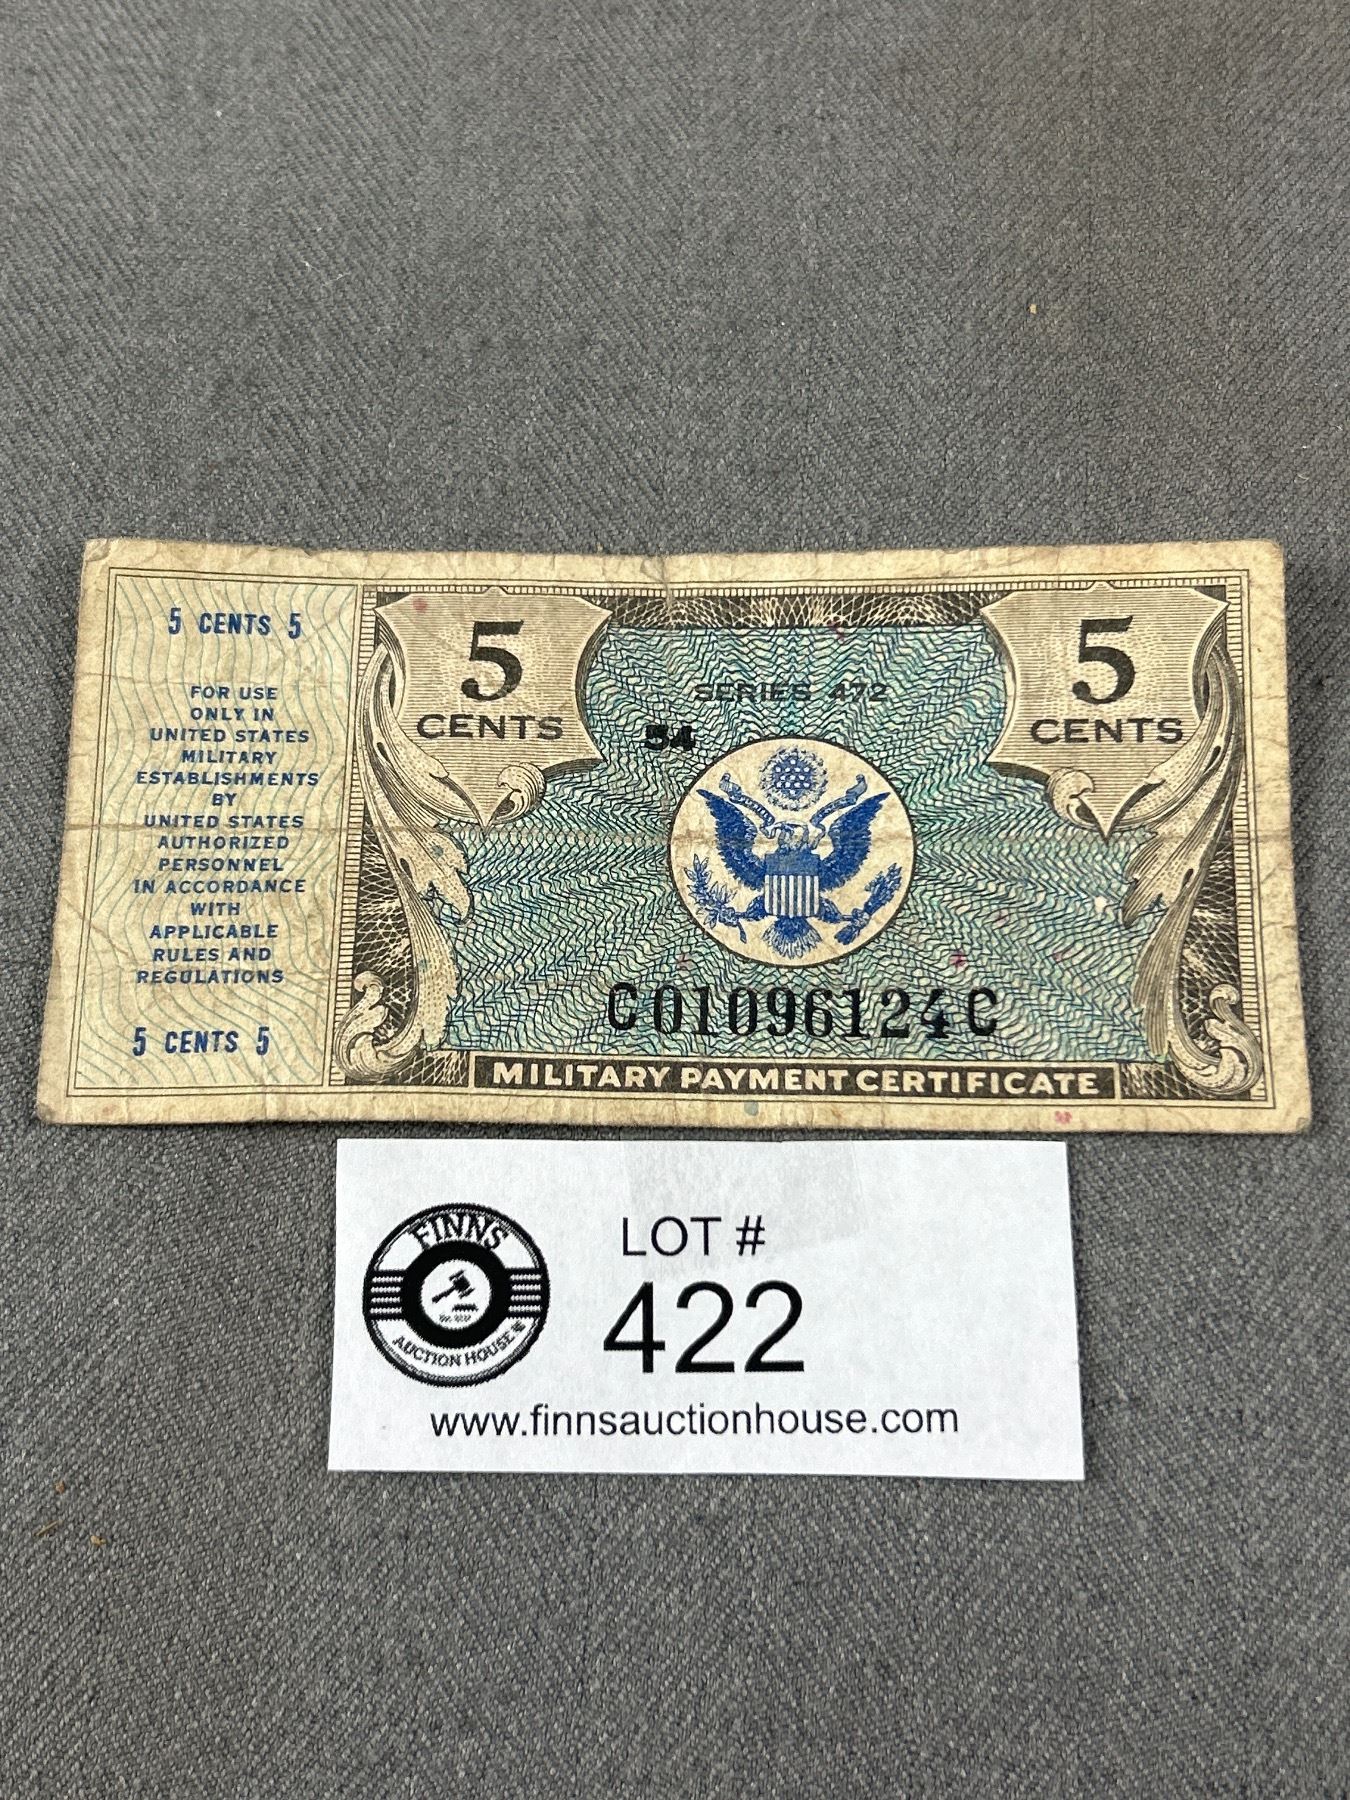 5 CENTS 5
FOR USE
ONLY IN
UNITED STATES
MILITARY
ESTABLISHMENTS
BY
UNITED STATES
AUTHORIZED
PERSONNEL
IN ACCORDANCE
WITH
APPLICABLE
RULES AND
REGULATIONS
5 CENTS 5
5
CENTS
SERIES 472
54
5
CENTS
C01096124C
MILITARY PAYMENT CERTIFICATE
FINNS
AUCTION HOUSE
LOT #
422
www.finnsauctionhouse.com